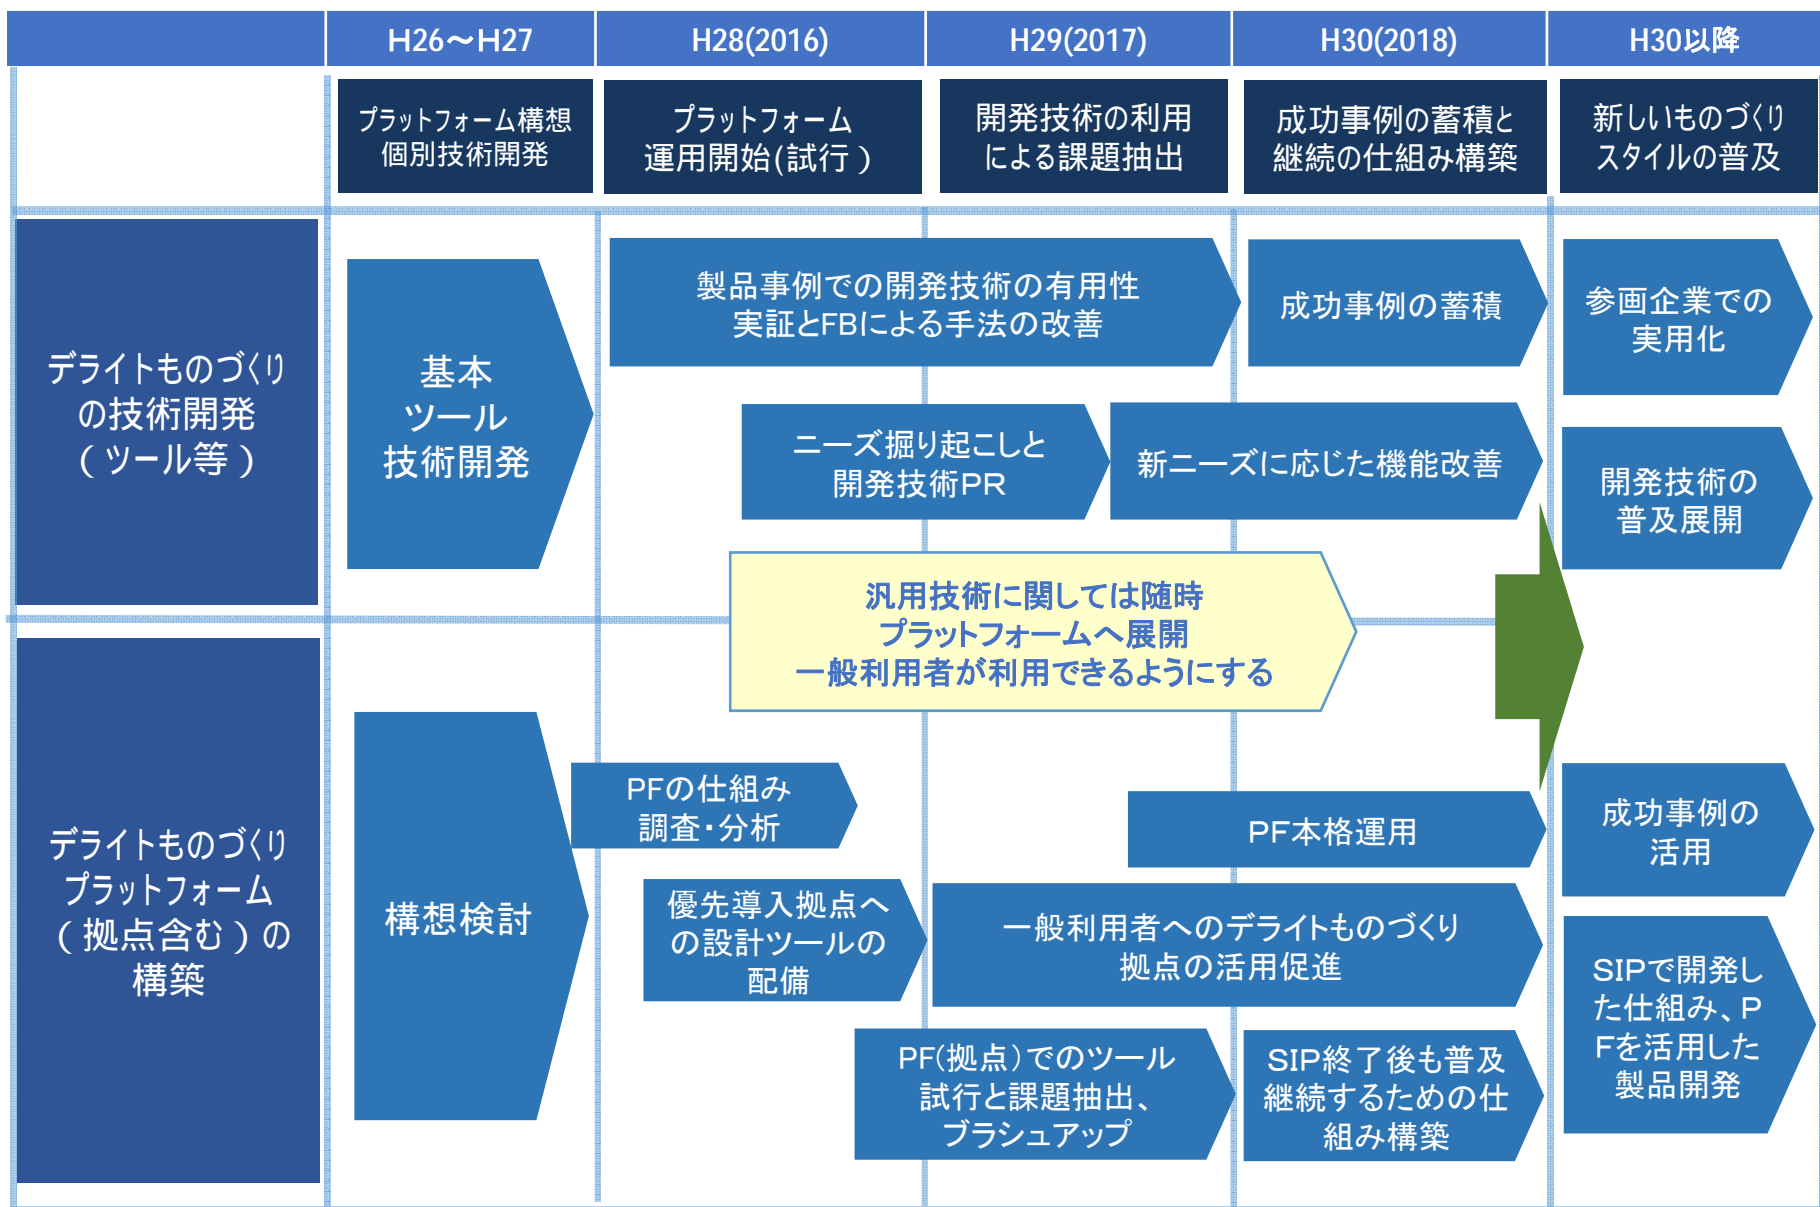 H26～H27
H28(2016)
H29(2017)
H30(2018)
H30以降
プラットフォーム構想
個別技術開発
プラットフォーム
運用開始(試行）
開発技術の利用
による課題抽出
成功事例の蓄積と
継続の仕組み構築
新しいものづくり
スタイルの普及
デライトものづくり
の技術開発
（ツール等）
基本
ツール
技術開発
製品事例での開発技術の有用性
実証とFBによる手法の改善
成功事例の蓄積
参画企業での
実用化
ニーズ掘り起こしと
開発技術PR
新ニーズに応じた機能改善
開発技術の
普及展開
汎用技術に関しては随時
プラットフォームへ展開
一般利用者が利用できるようにする
デライトものづくり
プラットフォーム
（拠点含む）の
構築
構想検討
PFの仕組み
調査・分析
PF本格運用
成功事例の
活用
優先導入拠点へ
の設計ツールの
配備
一般利用者へのデライトものづくり
拠点の活用促進
SIPで開発し
た仕組み、P
Fを活用した
製品開発
PF(拠点）でのツール
試行と課題抽出、
ブラシュアップ
SIP終了後も普及
継続するための仕
組み構築